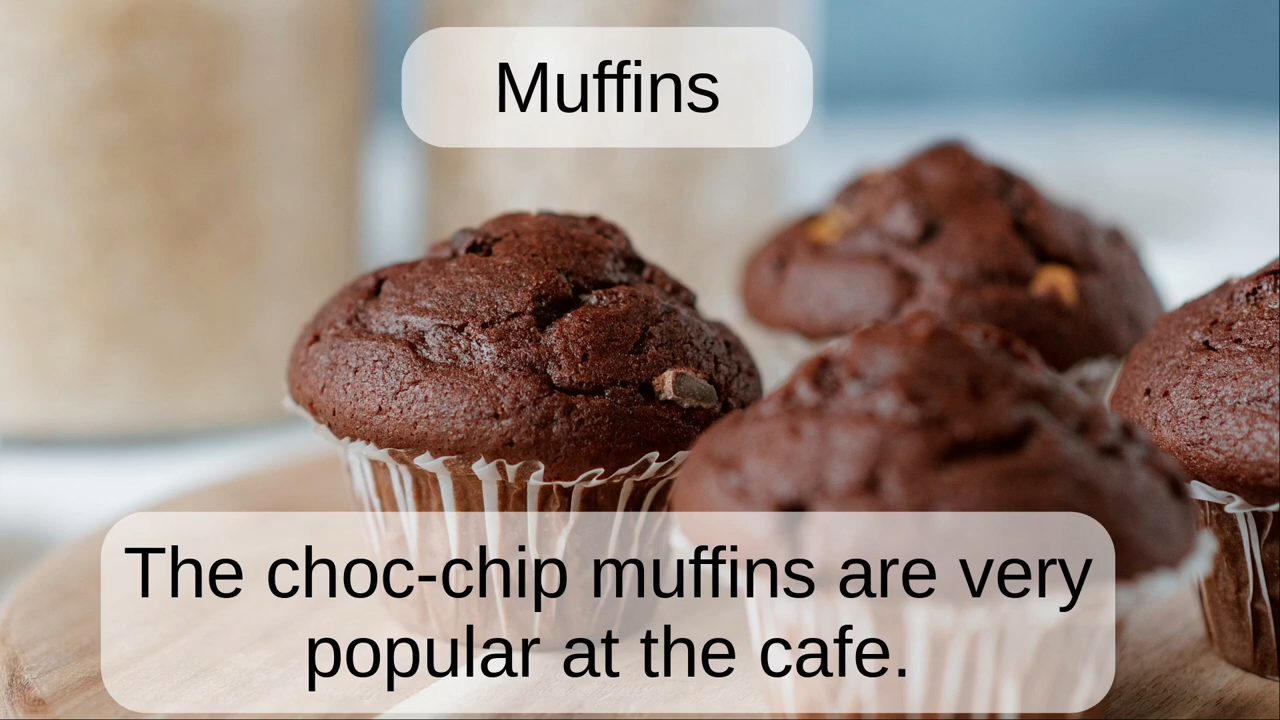 Muffins
The choc-chip muffins are very
popular at the cafe.